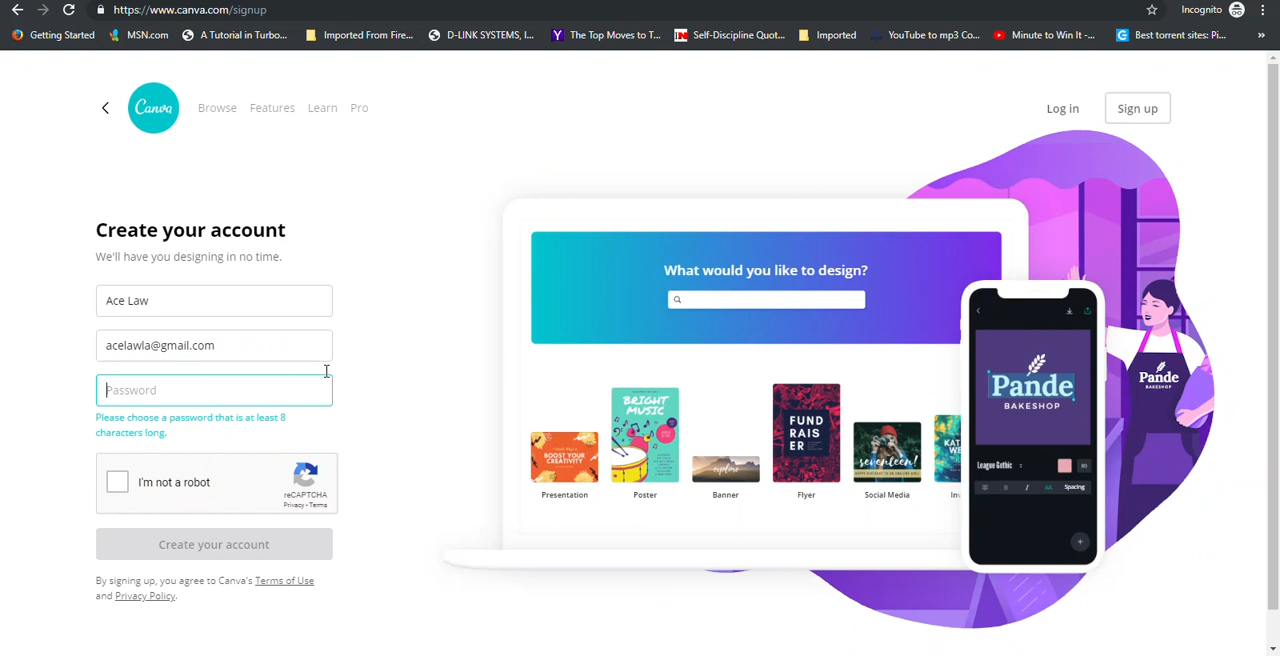 https://www.canva.com/signup
Incognito
Getting Started
MSN.com
A Tutorial in Turbo...
Imported From Fire...
D-LINK SYSTEMS, I...
The Top Moves to T...
Self-Discipline Quot...
Imported
YouTube to mp3 Co...
Minute to Win It -...
Best torrent sites: Pi...
»
Canva
Browse
Features
Learn
Pro
Log in
Sign up
Create your account
We'll have you designing in no time.
Ace Law
acelawla@gmail.com
Password
Please choose a password that is at least 8
characters long.
I'm not a robot
reCAPTCHA
Privacy - Terms
Create your account
By signing up, you agree to Canva's Terms of Use
and Privacy Policy.
What would you like to design?
BOOST YOUR
CREATIVITY
Presentation
BRIGHT
MUSIC
Poster
explore
Banner
FUND
RAIS
ER
Flyer
seventeen!
Social Media
Pande
BAKESHOP
League Gothic
80
B
I
AA
Spacing
Pande
BAKESHOP